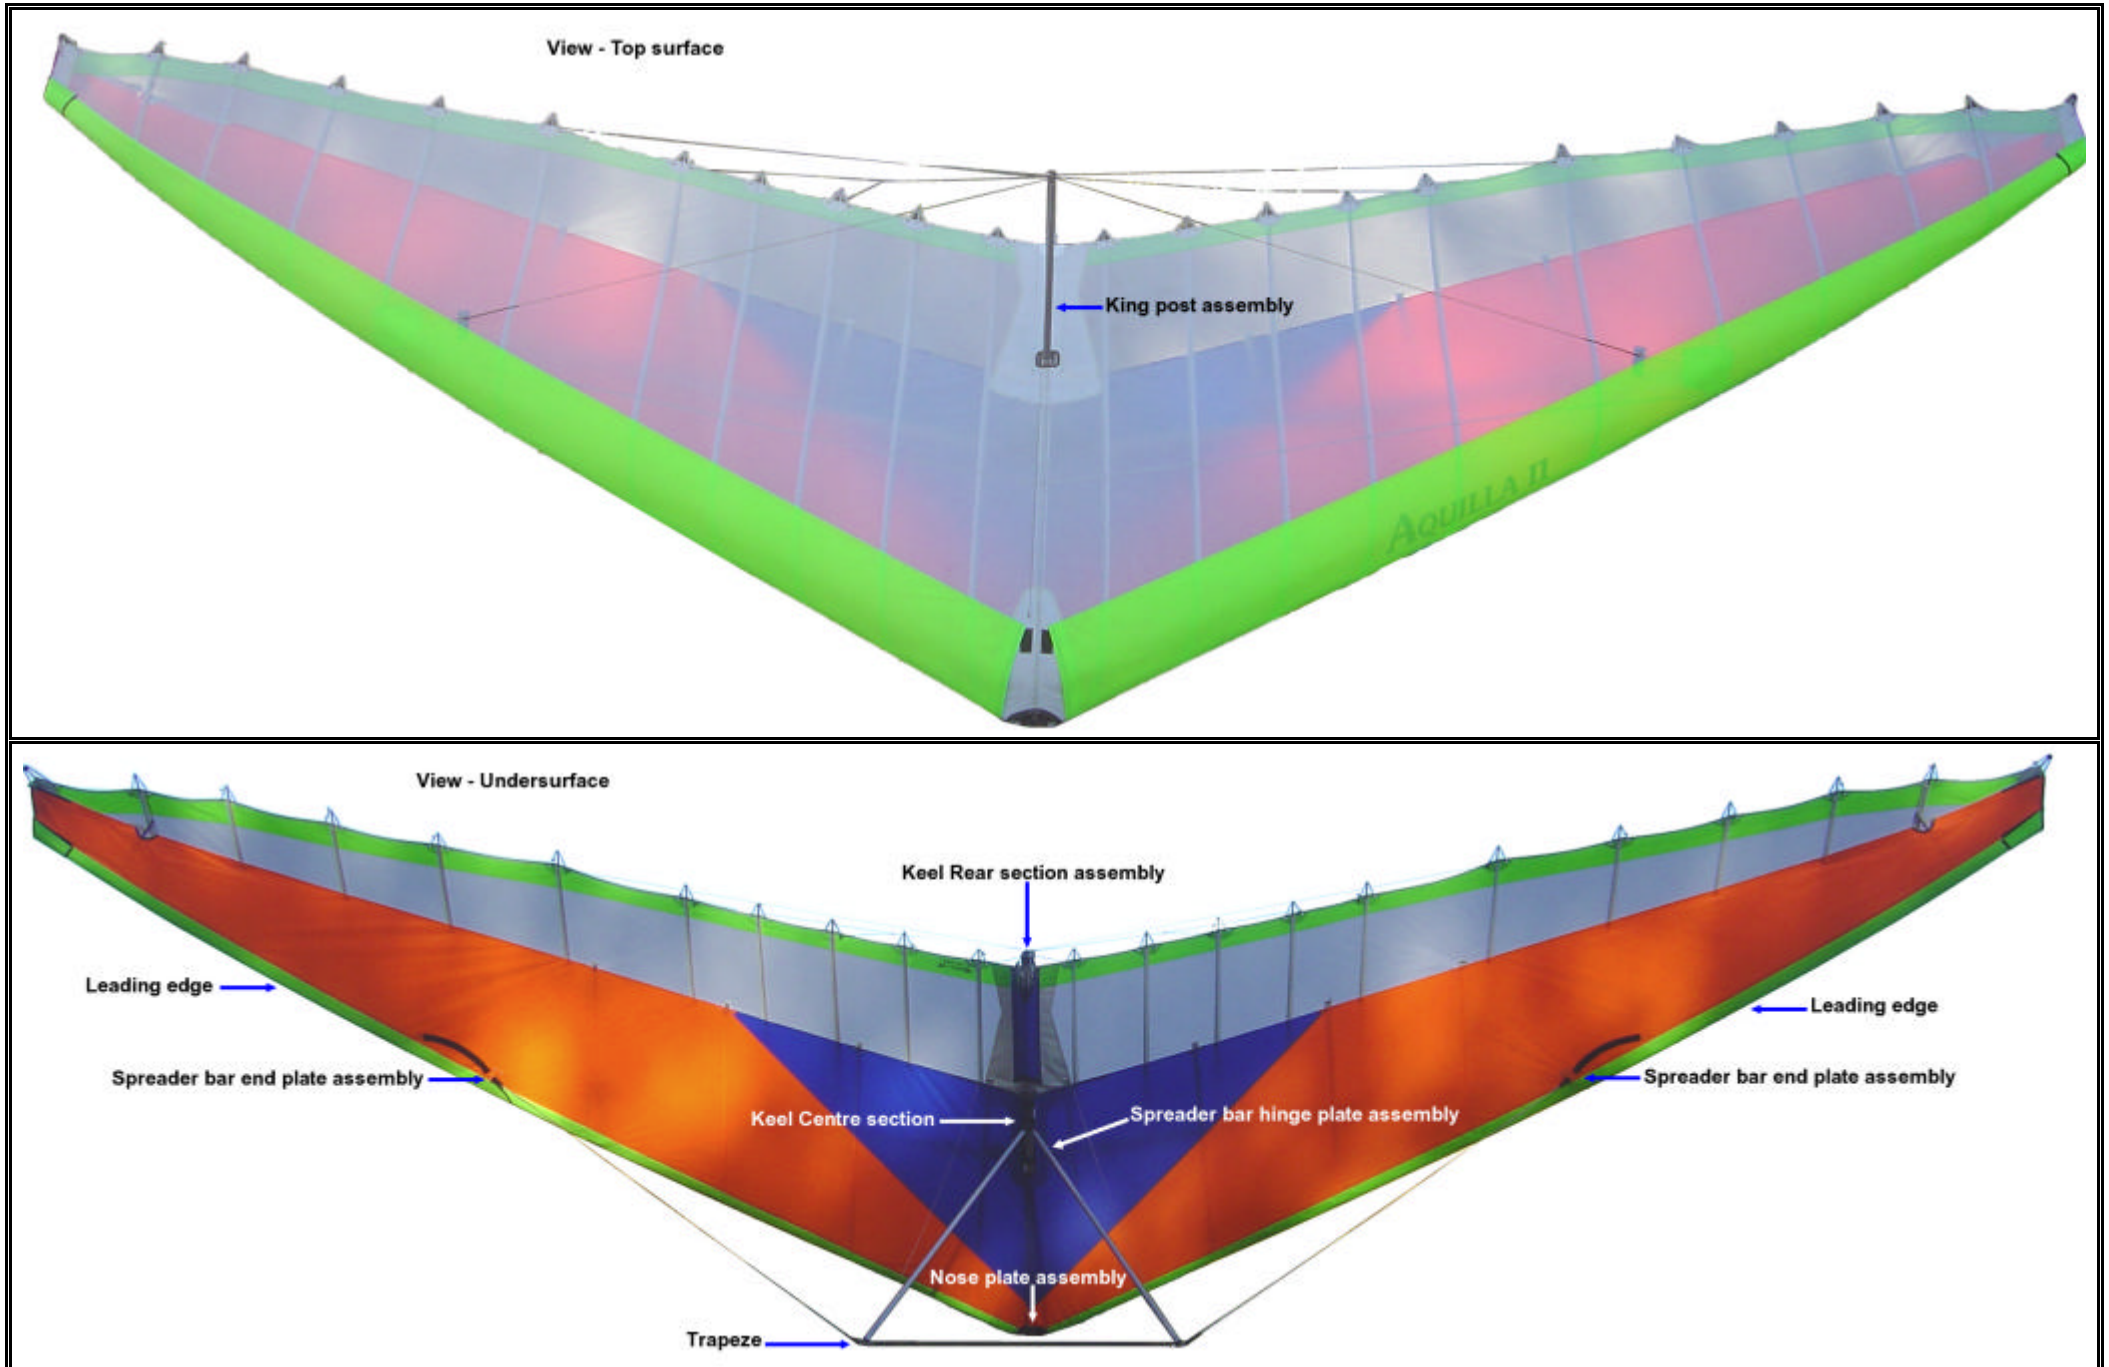 View - Top surface
King post assembly
AQUILLA II
View - Undersurface
Keel Rear section assembly
Leading edge
Leading edge
Spreader bar end plate assembly
Spreader bar end plate assembly
Keel Centre section
Spreader bar hinge plate assembly
Nose plate assembly
Trapeze